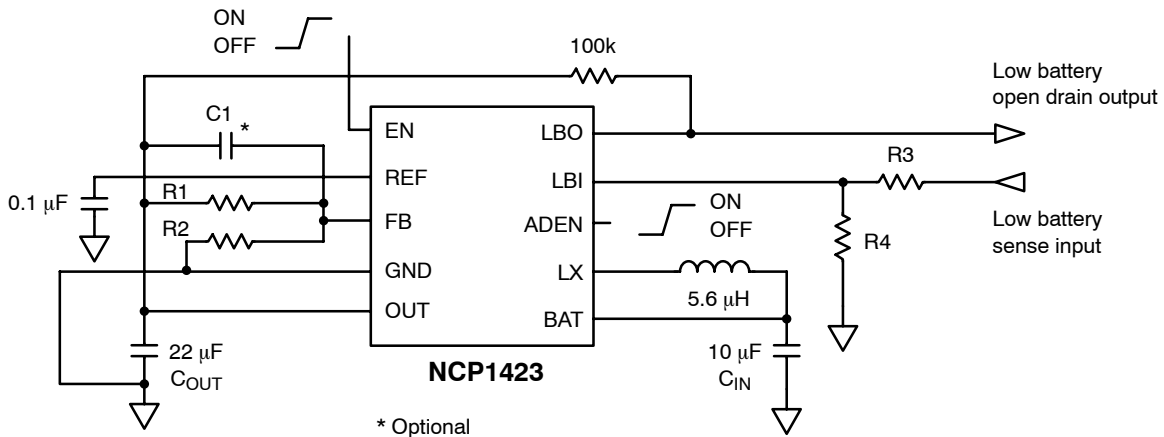 ON
OFF
100k
Low battery
open drain output
C1
*
EN
LBO
R3
REF
LBI
0.1 μF
R1
ON
FB
ADEN
OFF
Low battery
sense input
R2
R4
GND
LX
5.6 μH
OUT
BAT
22 μF
COUT
10 μF
CIN
NCP1423
* Optional